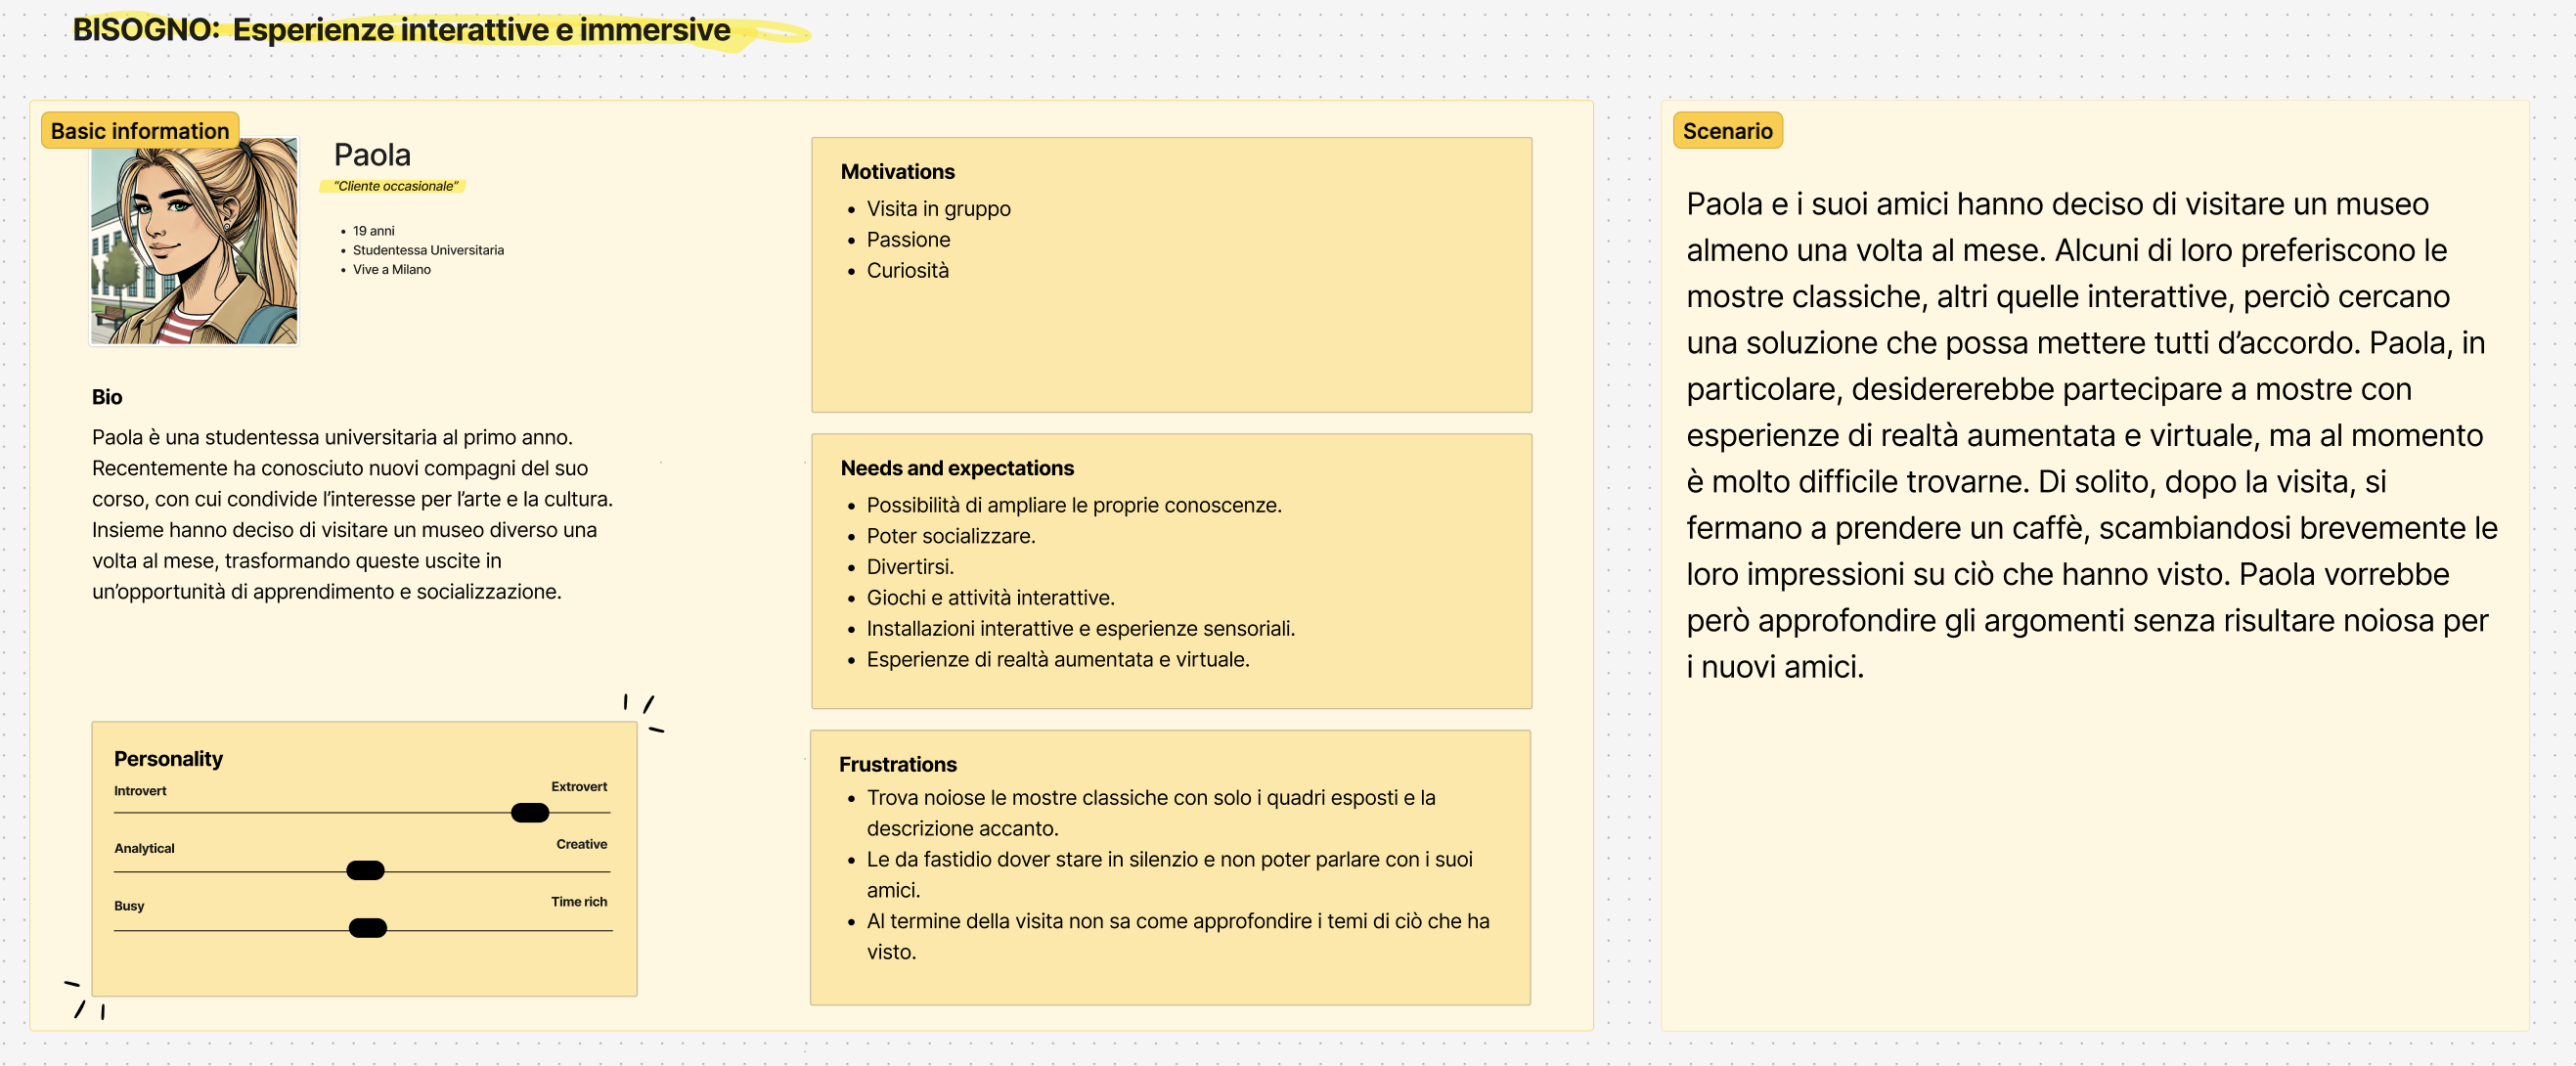 BISOGNO: Esperienze interattive e immersive
Basic information
Paola
"Cliente occasionale"
• 19 anni
• Studentessa Universitaria
• Vive a Milano
Bio
Paola è una studentessa universitaria al primo anno.
Recentemente ha conosciuto nuovi compagni del suo
corso, con cui condivide l'interesse per l'arte e la cultura.
Insieme hanno deciso di visitare un museo diverso una
volta al mese, trasformando queste uscite in
un'opportunità di apprendimento e socializzazione.
Personality
Introvert Extrovert
Analytical Creative
Busy Time rich
Motivations
• Visita in gruppo
• Passione
• Curiosità
Needs and expectations
• Possibilità di ampliare le proprie conoscenze.
• Poter socializzare.
• Divertirsi.
• Giochi e attività interattive.
• Installazioni interattive e esperienze sensoriali.
• Esperienze di realtà aumentata e virtuale.
Frustrations
• Trova noiose le mostre classiche con solo i quadri esposti e la
descrizione accanto.
• Le da fastidio dover stare in silenzio e non poter parlare con i suoi
amici.
• Al termine della visita non sa come approfondire i temi di ciò che ha
visto.
Scenario
Paola e i suoi amici hanno deciso di visitare un museo
almeno una volta al mese. Alcuni di loro preferiscono le
mostre classiche, altri quelle interattive, perciò cercano
una soluzione che possa mettere tutti d'accordo. Paola, in
particolare, desidererebbe partecipare a mostre con
esperienze di realtà aumentata e virtuale, ma al momento
è molto difficile trovarne. Di solito, dopo la visita, si
fermano a prendere un caffè, scambiandosi brevemente le
loro impressioni su ciò che hanno visto. Paola vorrebbe
però approfondire gli argomenti senza risultare noiosa per
i nuovi amici.